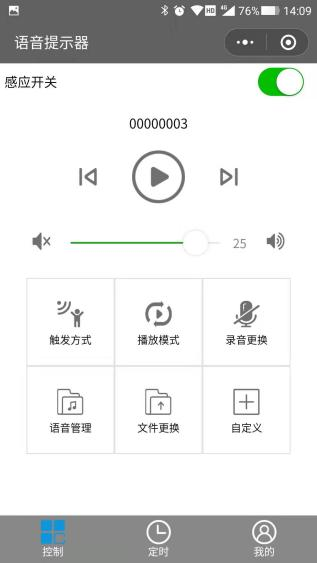 HD 4G 76% 14:09
语音提示器
感应开关
00000003
25
触发方式 播放模式 录音更换
语音管理 文件更换 自定义
控制 定时 我的